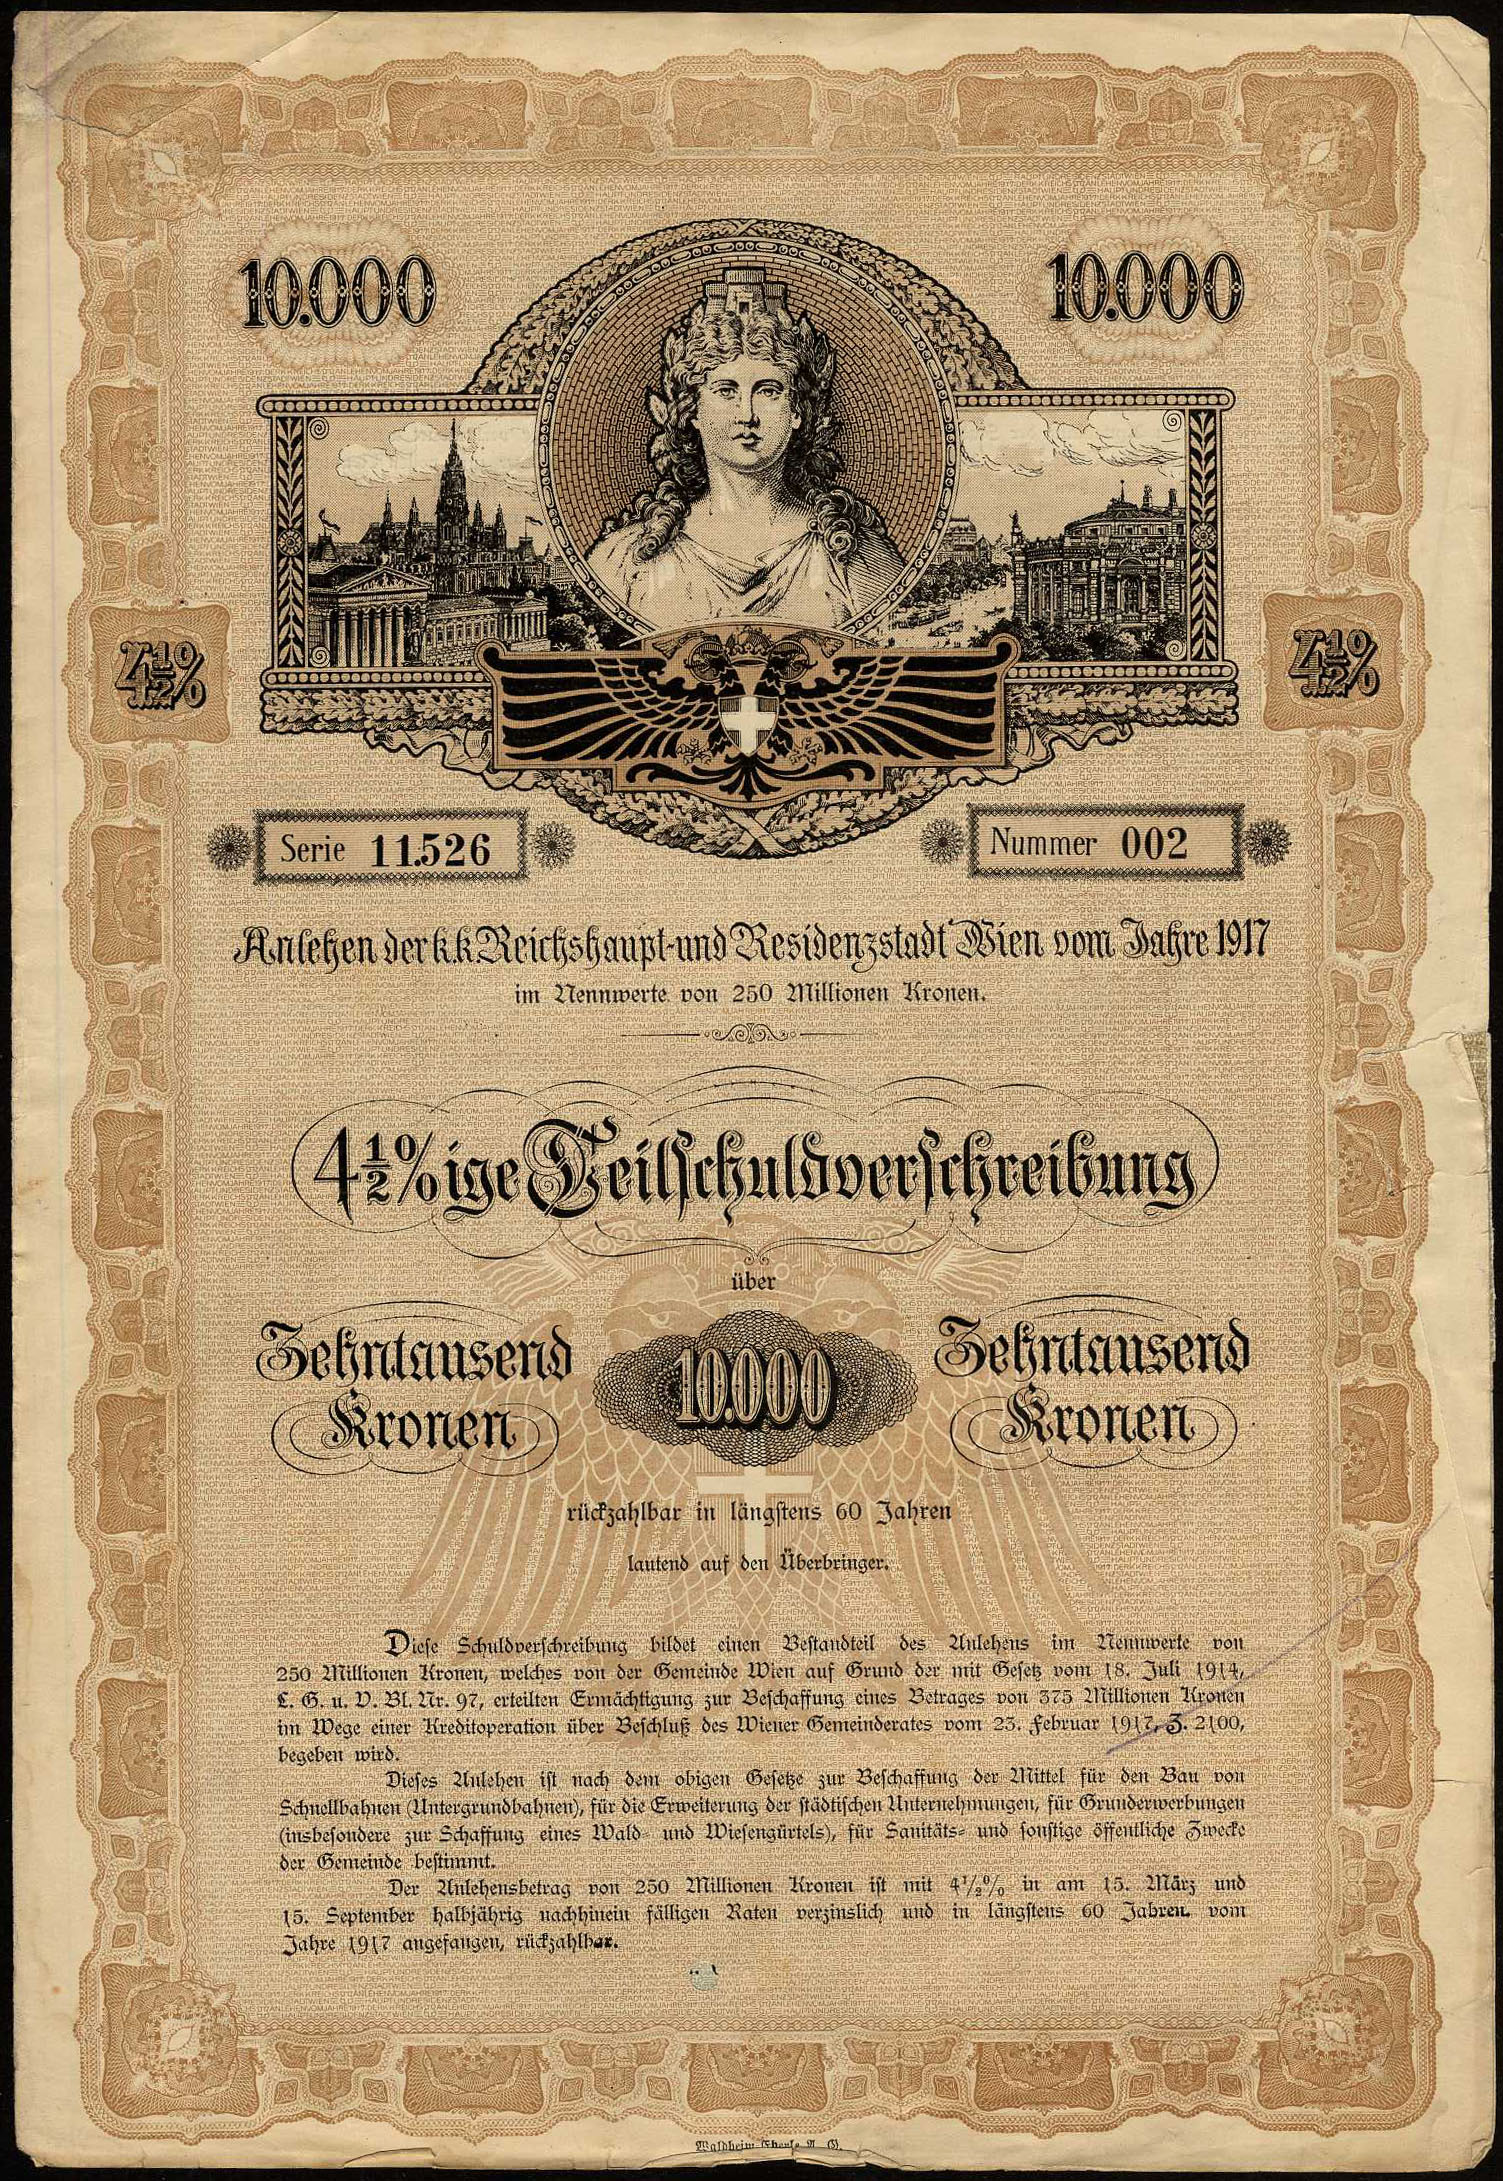 10.000
10.000
4½%
4½%
Serie 11.526
Nummer 002
Anlehen der k.k. Reichshaupt- und Residenzstadt Wien vom Jahre 1917
im Nennwerte von 250 Millionen Kronen.
4½%ige Teilschuldverschreibung
über
Zehntausend
Kronen
10.000
Zehntausend
Kronen
rückzahlbar in längstens 60 Jahren
lautend auf den Überbringer.
Diese Schuldverschreibung bildet einen Bestandteil des Anlehens im Nennwerte von
250 Millionen Kronen, welches von der Gemeinde Wien auf Grund der mit Gesetz vom 18. Juli 1914,
L. G. u. V. Bl. Nr. 97, erteilten Ermächtigung zur Beschaffung eines Betrages von 375 Millionen Kronen
im Wege einer Kreditoperation über Beschluß des Wiener Gemeinderates vom 23. Februar 1917, Z. 2100,
begeben wird.
Dieses Anlehen ist nach dem obigen Gesetze zur Beschaffung der Mittel für den Bau von
Schnellbahnen (Untergrundbahnen), für die Erweiterung der städtischen Unternehmungen, für Grunderwerbungen
(insbesondere zur Schaffung eines Wald- und Wiesengürtels), für Sanitäts- und sonstige öffentliche Zwecke
der Gemeinde bestimmt.
Der Anlehensbetrag von 250 Millionen Kronen ist mit 4½% in am 15. März und
15. September halbjährig nachhinein fälligen Raten verzinslich und in längstens 60 Jahren vom
Jahre 1917 angefangen, rückzahlbar.
Waldheim Eberle A. G.